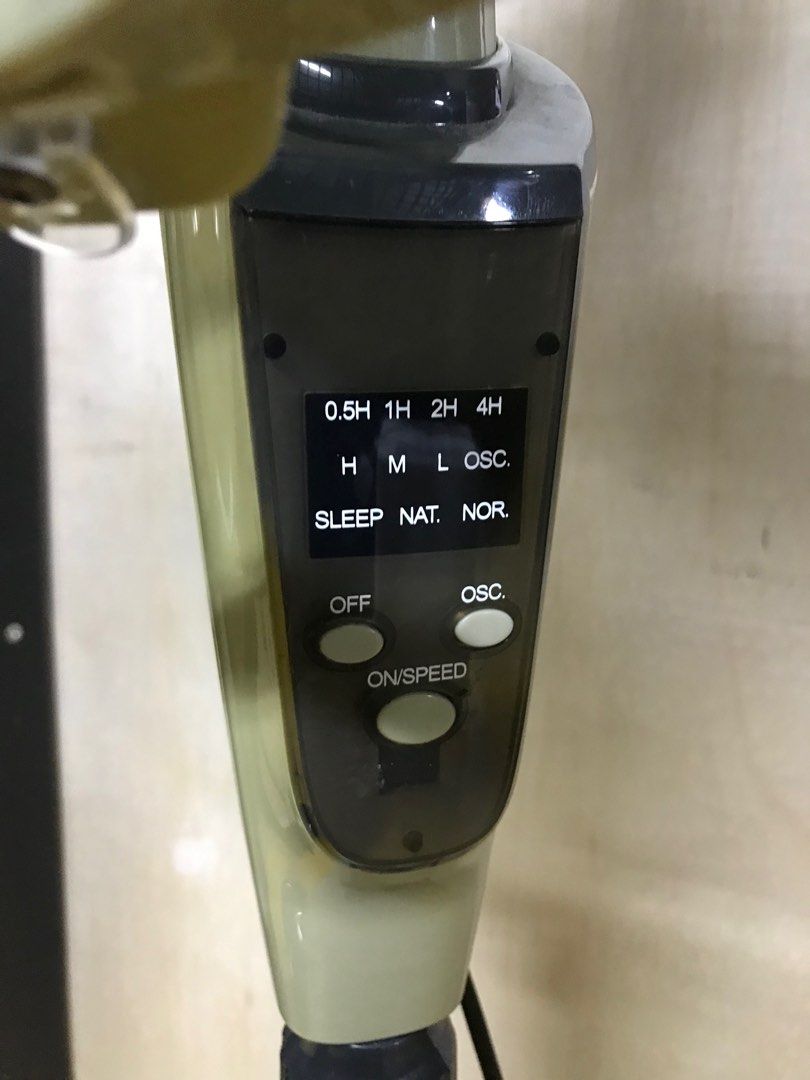 0.5H 1H 2H 4H
H M L OSC.
SLEEP NAT. NOR.
OFF OSC.
ON/SPEED